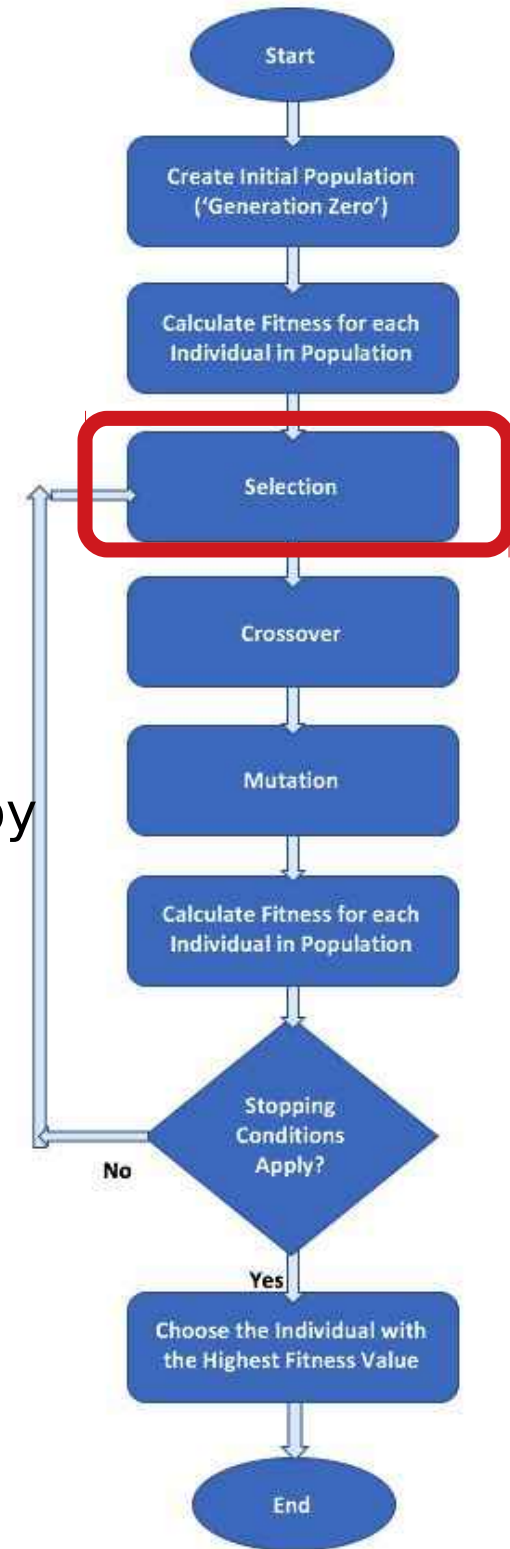 Start
Create Initial Population
(‘Generation Zero’)
Calculate Fitness for each
Individual in Population
Selection
Crossover
Mutation
by
Calculate Fitness for each
Individual in Population
Stopping
Conditions
Apply?
No
Yes
Choose the Individual with
the Highest Fitness Value
End